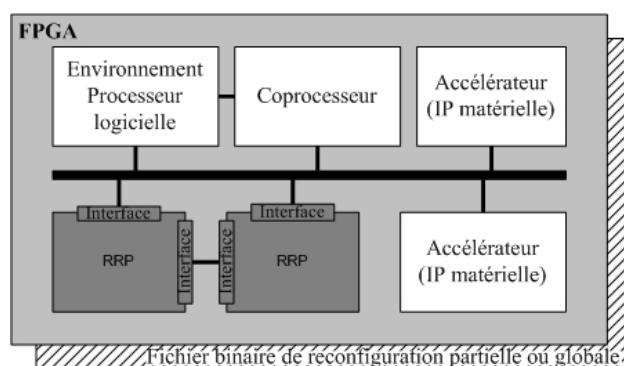 FPGA
Environnement
Processeur
logicielle
Coprocesseur
Accélérateur
(IP matérielle)
Interface
RRP
Interface
Interface
Interface
RRP
Accélérateur
(IP matérielle)
Fichier binaire de reconfiguration partielle ou globale